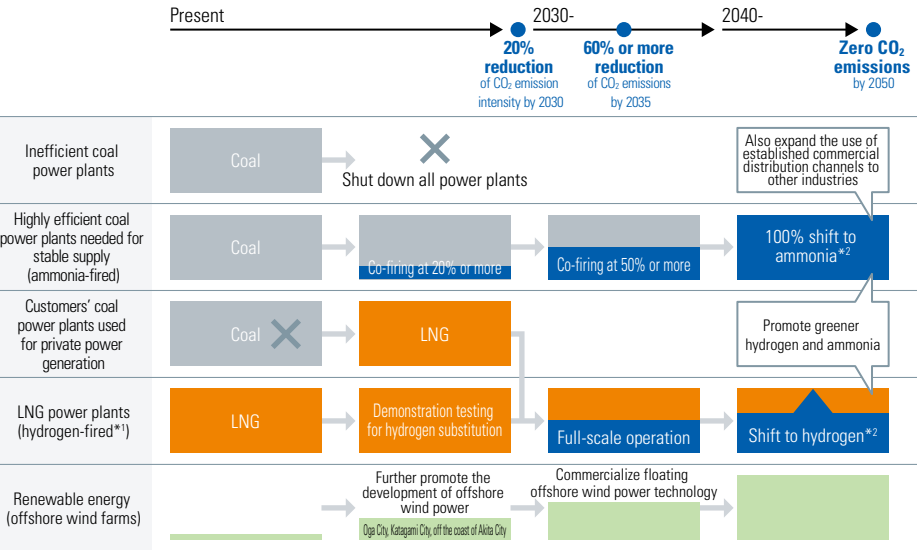 Present
2030-
2040-
20%
reduction
of CO₂ emission
intensity by 2030
60% or more
reduction
of CO₂ emissions
by 2035
Zero CO₂
emissions
by 2050
Inefficient coal
power plants
Coal
Shut down all power plants
Also expand the use of
established commercial
distribution channels to
other industries
Highly efficient coal
power plants needed for
stable supply
(ammonia-fired)
Coal
Co-firing at 20% or more
Co-firing at 50% or more
100% shift to
ammonia*2
Customers' coal
power plants used
for private power
generation
Coal
LNG
Promote greener
hydrogen and ammonia
LNG power plants
(hydrogen-fired*1)
LNG
Demonstration testing
for hydrogen substitution
Full-scale operation
Shift to hydrogen*2
Renewable energy
(offshore wind farms)
Further promote the
development of offshore
wind power
Oga City, Katagami City, off the coast of Akita City
Commercialize floating
offshore wind power technology